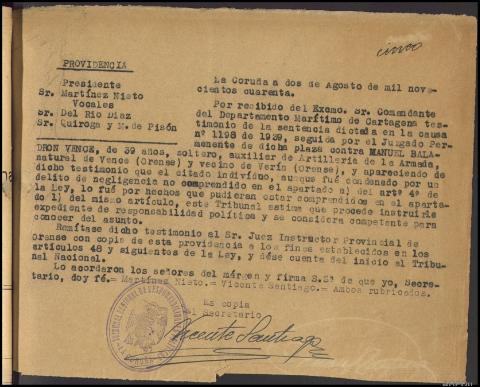 cinco
PROVIDENCIA
Presidente
Sr. Martínez Nieto
Vocales
Sr. Del Río Díaz
Sr. Quiroga y M. de Pisón
La Coruña a dos de Agosto de mil nove-
cientos cuarenta.
Por recibido del Excmo. Sr. Comandante
del Departamento Marítimo de Cartagena tes-
timonio de la sentencia dictada en la causa
nº 1198 de 1939, seguida por el Juzgado Per-
manente de dicha plaza contra MANUEL BALA-
DRON VENCE, de 39 años, soltero, auxilier de Artillería de la Armada,
natural de Vences (Orense) y vecino de Verín (Orense), y apareciendo de
dicho testimonio que el citado individuo, aunque fué condenado por un
delito de negligencia no comprendido en el apartado a) del artº 4º de
la Ley, lo fué por hechos que pudieran estar comprendidos en el aparta-
do l) del mismo artículo, este Tribunal estima que procede instruirle
expediente de responsabilidad política y se considera competente para
conocer del asunto.
Remítase dicho testimonio al Sr. Juez Instructor Provincial de
Orense con copia de esta providencia a los fines establecidos en los
artículos 48 y siguientes de la Ley, y dése cuenta del inicio al Tribu-
nal Nacional.
Lo acordaron los señores del márgen y firma S.Sª de que yo, Secre-
tario, doy fé.= Martínez Nieto.= Vicente Santiago.= Ambos rubricados.
Es copia
El Secretario
Vicente Santiago